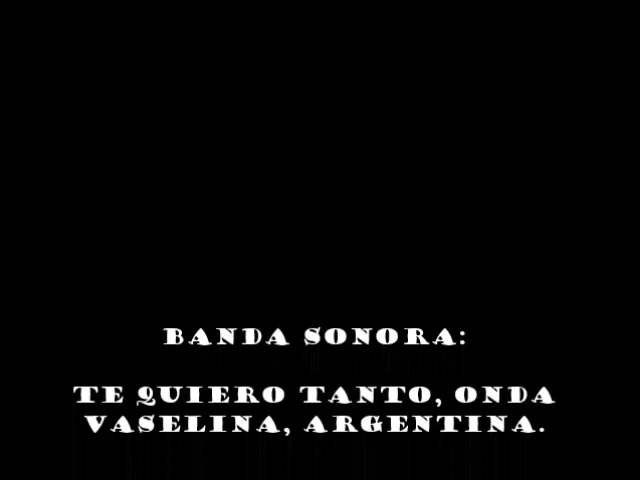 BANDA SONORA:
TE QUIERO TANTO, ONDA
VASELINA, ARGENTINA.